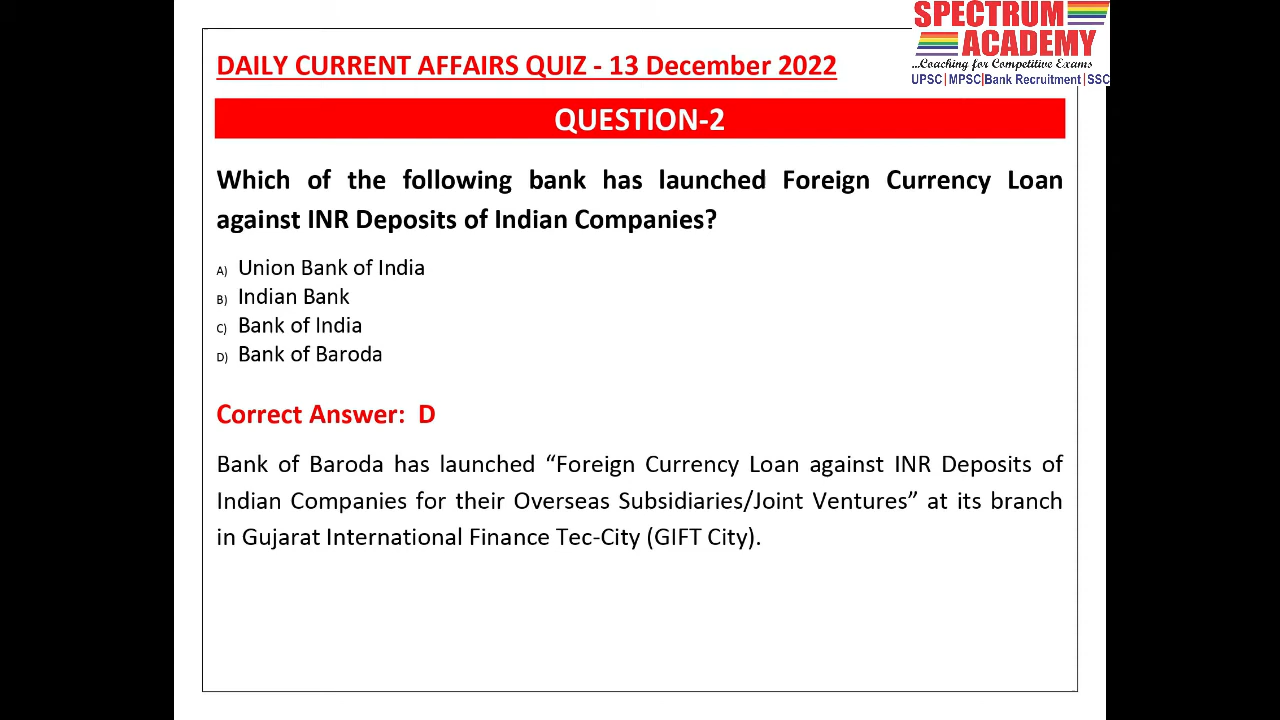 SPECTRUM
ACADEMY
...Coaching for Competitive Exams
UPSC|MPSC|Bank Recruitment|SSC
DAILY CURRENT AFFAIRS QUIZ - 13 December 2022
QUESTION-2
Which of the following bank has launched Foreign Currency Loan
against INR Deposits of Indian Companies?
A) Union Bank of India
B) Indian Bank
C) Bank of India
D) Bank of Baroda
Correct Answer: D
Bank of Baroda has launched “Foreign Currency Loan against INR Deposits of
Indian Companies for their Overseas Subsidiaries/Joint Ventures” at its branch
in Gujarat International Finance Tec-City (GIFT City).